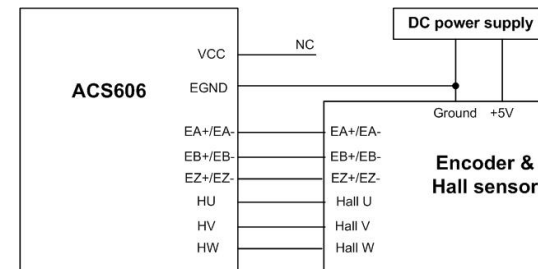 DC power supply
VCC NC
ACS606
EGND
Ground +5V
EA+/EA- EA+/EA-
EB+/EB- EB+/EB-
EZ+/EZ- EZ+/EZ-
Encoder &
Hall sensor
HU Hall U
HV Hall V
HW Hall W